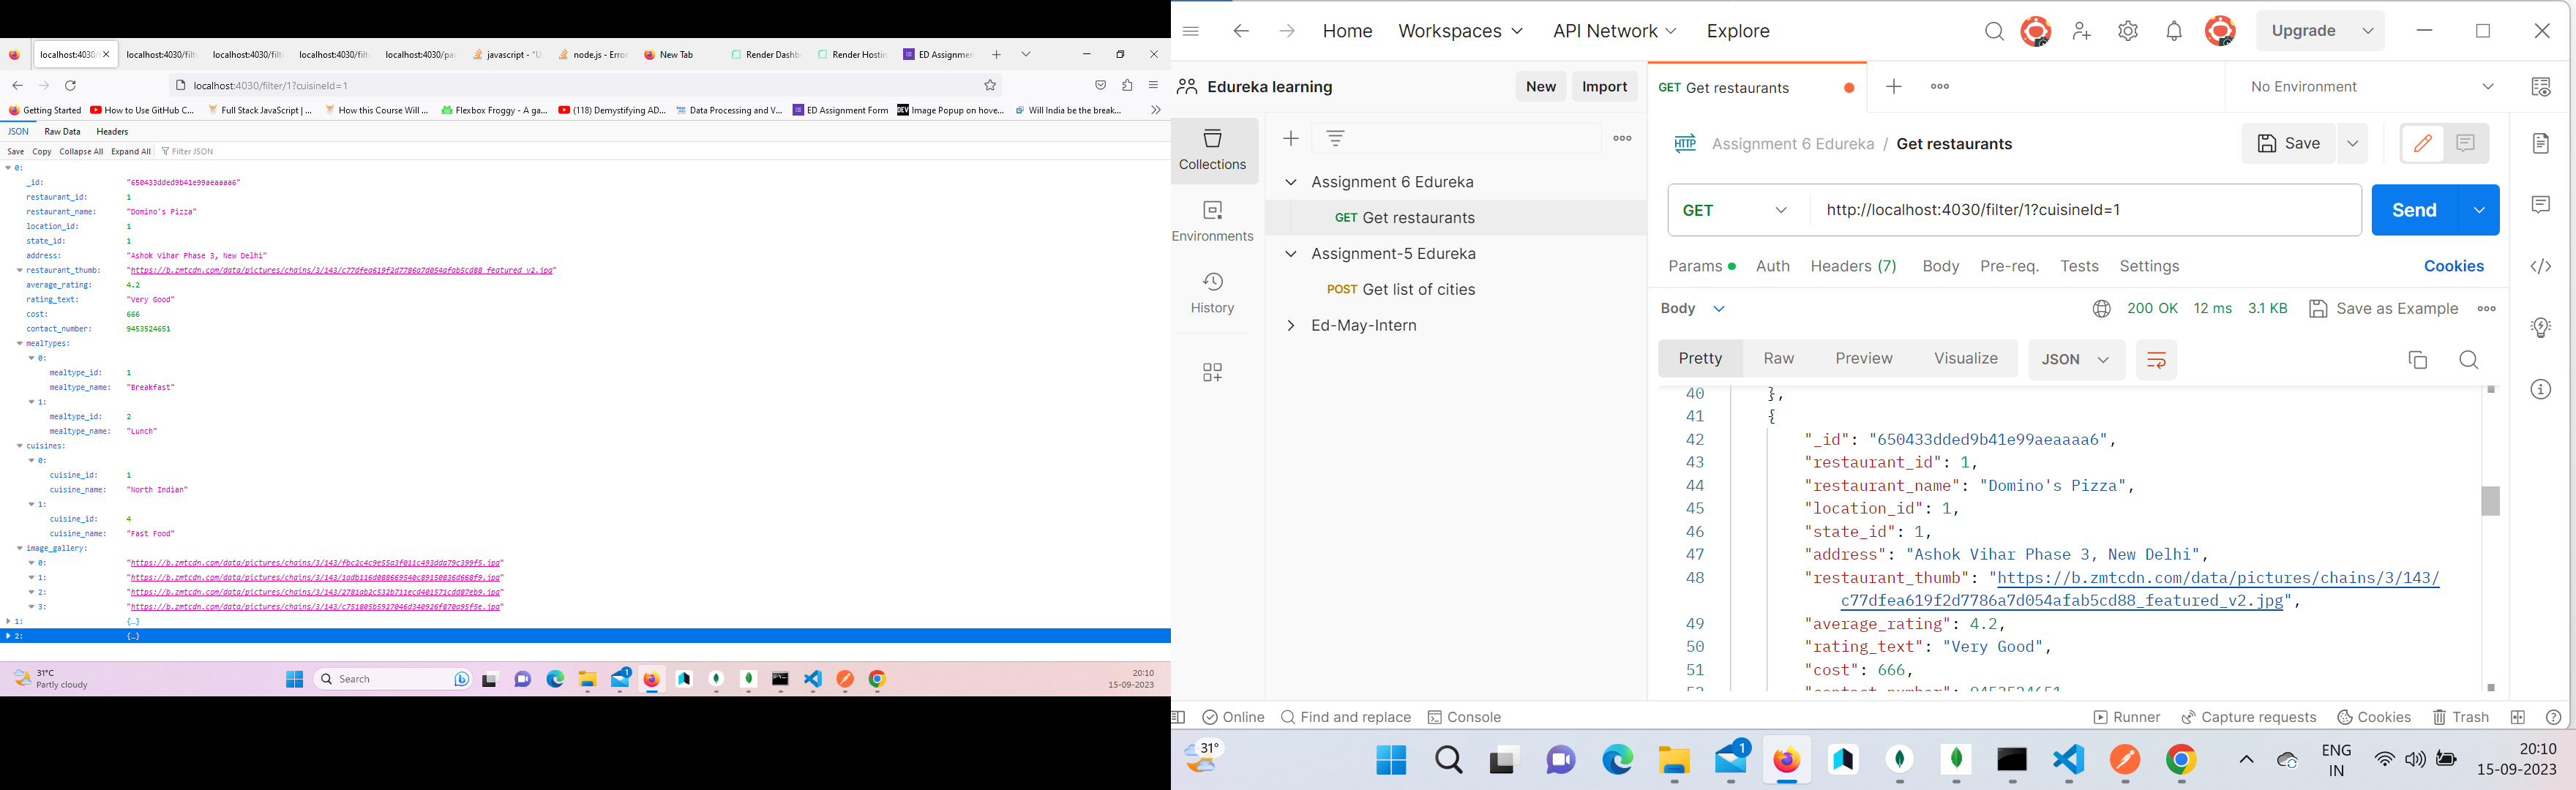 localhost:4030/
localhost:4030/filt
localhost:4030/filt
localhost:4030/filt
localhost:4030/pag
javascript - "U
node.js - Error
New Tab
Render Dashb
Render Hostin
ED Assignmen
localhost:4030/filter/1?cuisineId=1
Getting Started
How to Use GitHub C...
Full Stack JavaScript | ...
How this Course Will ...
Flexbox Froggy - A ga...
(118) Demystifying AD...
Data Processing and V...
ED Assignment Form
Image Popup on hove...
Will India be the break...
JSON Raw Data Headers
Save Copy Collapse All Expand All Filter JSON
0:
_id: "650433dded9b41e99aeaaaa6"
restaurant_id: 1
restaurant_name: "Domino's Pizza"
location_id: 1
state_id: 1
address: "Ashok Vihar Phase 3, New Delhi"
restaurant_thumb: "https://b.zmtcdn.com/data/pictures/chains/3/143/c77dfea619f2d7786a7d054afab5cd88_featured_v2.jpg"
average_rating: 4.2
rating_text: "Very Good"
cost: 666
contact_number: 9453524651
mealTypes:
0:
mealtype_id: 1
mealtype_name: "Breakfast"
1:
mealtype_id: 2
mealtype_name: "Lunch"
cuisines:
0:
cuisine_id: 1
cuisine_name: "North Indian"
1:
cuisine_id: 4
cuisine_name: "Fast Food"
image_gallery:
0: "https://b.zmtcdn.com/data/pictures/chains/3/143/fbc2c4c9e55a3f011c493dda79c399f5.jpg"
1: "https://b.zmtcdn.com/data/pictures/chains/3/143/1adb116d088669540c89150836d668f9.jpg"
2: "https://b.zmtcdn.com/data/pictures/chains/3/143/2781ab2c532b711ecd401571cdd87eb9.jpg"
3: "https://b.zmtcdn.com/data/pictures/chains/3/143/c751805b5927046d340926f870a95f5e.jpg"
1: {…}
2: {…}
31°C
Partly cloudy
Search
1
20:10
15-09-2023
Home Workspaces API Network Explore
Upgrade
Edureka learning
New Import
GET Get restaurants
No Environment
Collections
Environments
History
Assignment 6 Edureka
GET Get restaurants
Assignment-5 Edureka
POST Get list of cities
Ed-May-Intern
HTTP Assignment 6 Edureka / Get restaurants
Save
GET http://localhost:4030/filter/1?cuisineId=1
Send
Params Auth Headers (7) Body Pre-req. Tests Settings
Cookies
Body
200 OK 12 ms 3.1 KB Save as Example
Pretty Raw Preview Visualize JSON
40 },
41 {
42 "_id": "650433dded9b41e99aeaaaa6",
43 "restaurant_id": 1,
44 "restaurant_name": "Domino's Pizza",
45 "location_id": 1,
46 "state_id": 1,
47 "address": "Ashok Vihar Phase 3, New Delhi",
48 "restaurant_thumb": "https://b.zmtcdn.com/data/pictures/chains/3/143/
c77dfea619f2d7786a7d054afab5cd88_featured_v2.jpg",
49 "average_rating": 4.2,
50 "rating_text": "Very Good",
51 "cost": 666,
52 "contact_number": 9453524651
Online Find and replace Console
Runner Capture requests Cookies Trash
31°
1
ENG
IN
20:10
15-09-2023